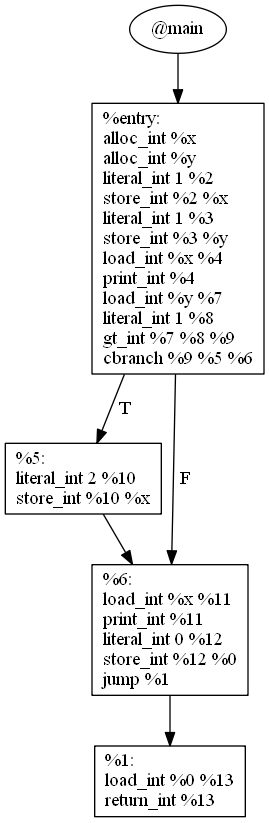 @main
%entry:
alloc_int %x
alloc_int %y
literal_int 1 %2
store_int %2 %x
literal_int 1 %3
store_int %3 %y
load_int %x %4
print_int %4
load_int %y %7
literal_int 1 %8
gt_int %7 %8 %9
cbranch %9 %5 %6
T
F
%5:
literal_int 2 %10
store_int %10 %x
%6:
load_int %x %11
print_int %11
literal_int 0 %12
store_int %12 %0
jump %1
%1:
load_int %0 %13
return_int %13